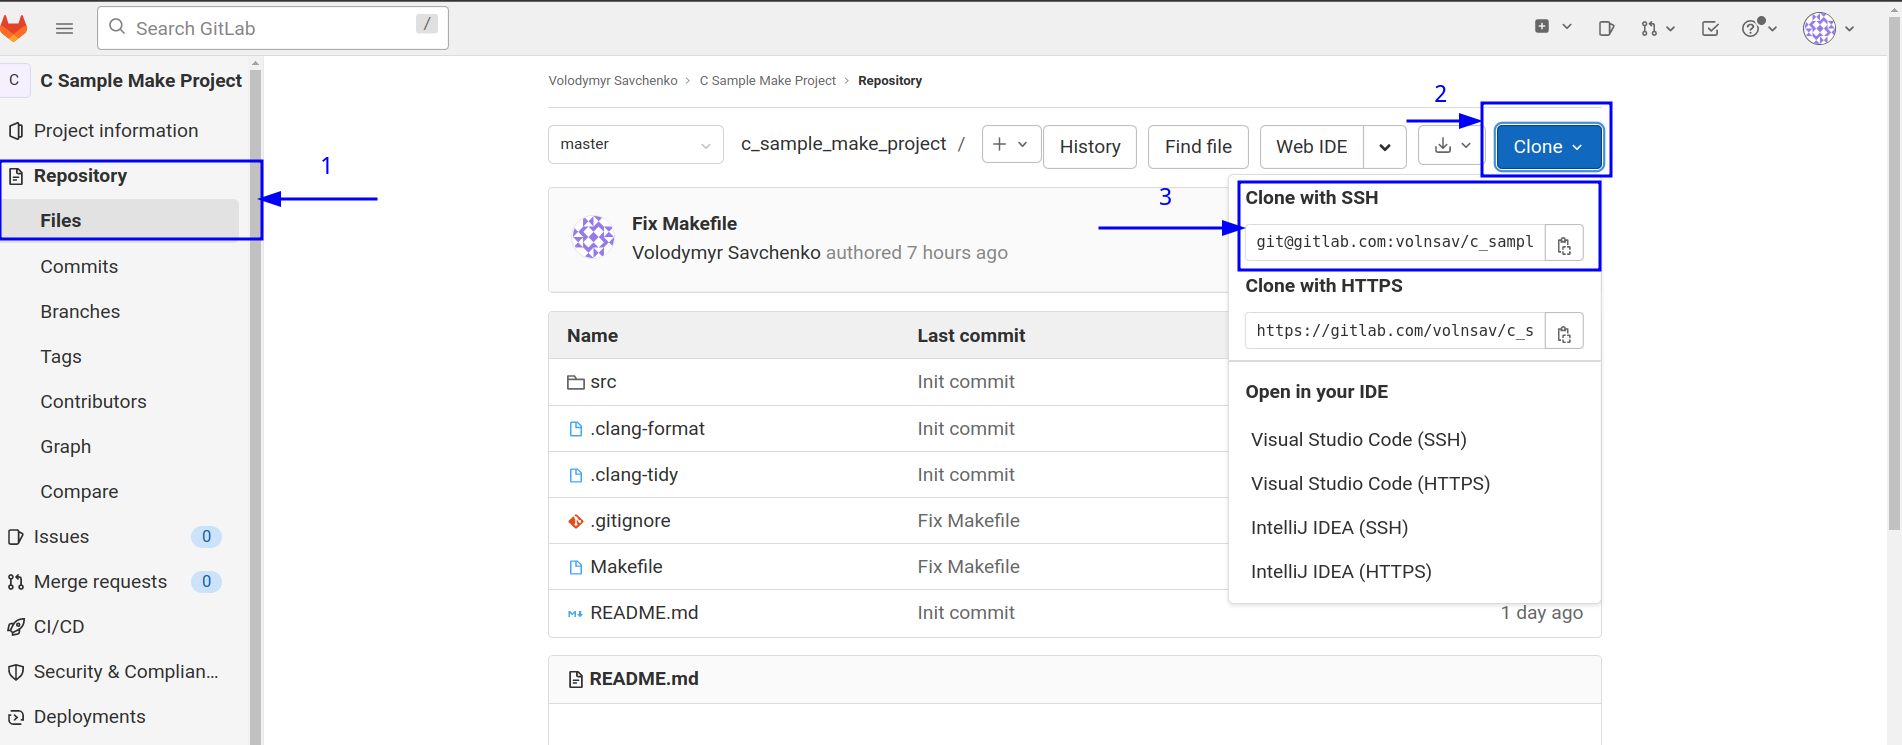 Search GitLab
/
C
C Sample Make Project
Project information
Repository
Files
Commits
Branches
Tags
Contributors
Graph
Compare
Issues 0
Merge requests 0
CI/CD
Security & Complian...
Deployments
1
Volodymyr Savchenko > C Sample Make Project > Repository
2
master
c_sample_make_project /
+
History
Find file
Web IDE
Clone
Fix Makefile
Volodymyr Savchenko authored 7 hours ago
3
Clone with SSH
git@gitlab.com:volnsav/c_sampl
Clone with HTTPS
https://gitlab.com/volnsav/c_s
Open in your IDE
Visual Studio Code (SSH)
Visual Studio Code (HTTPS)
IntelliJ IDEA (SSH)
IntelliJ IDEA (HTTPS)
Name Last commit
src Init commit
.clang-format Init commit
.clang-tidy Init commit
.gitignore Fix Makefile
Makefile Fix Makefile
README.md Init commit 1 day ago
README.md